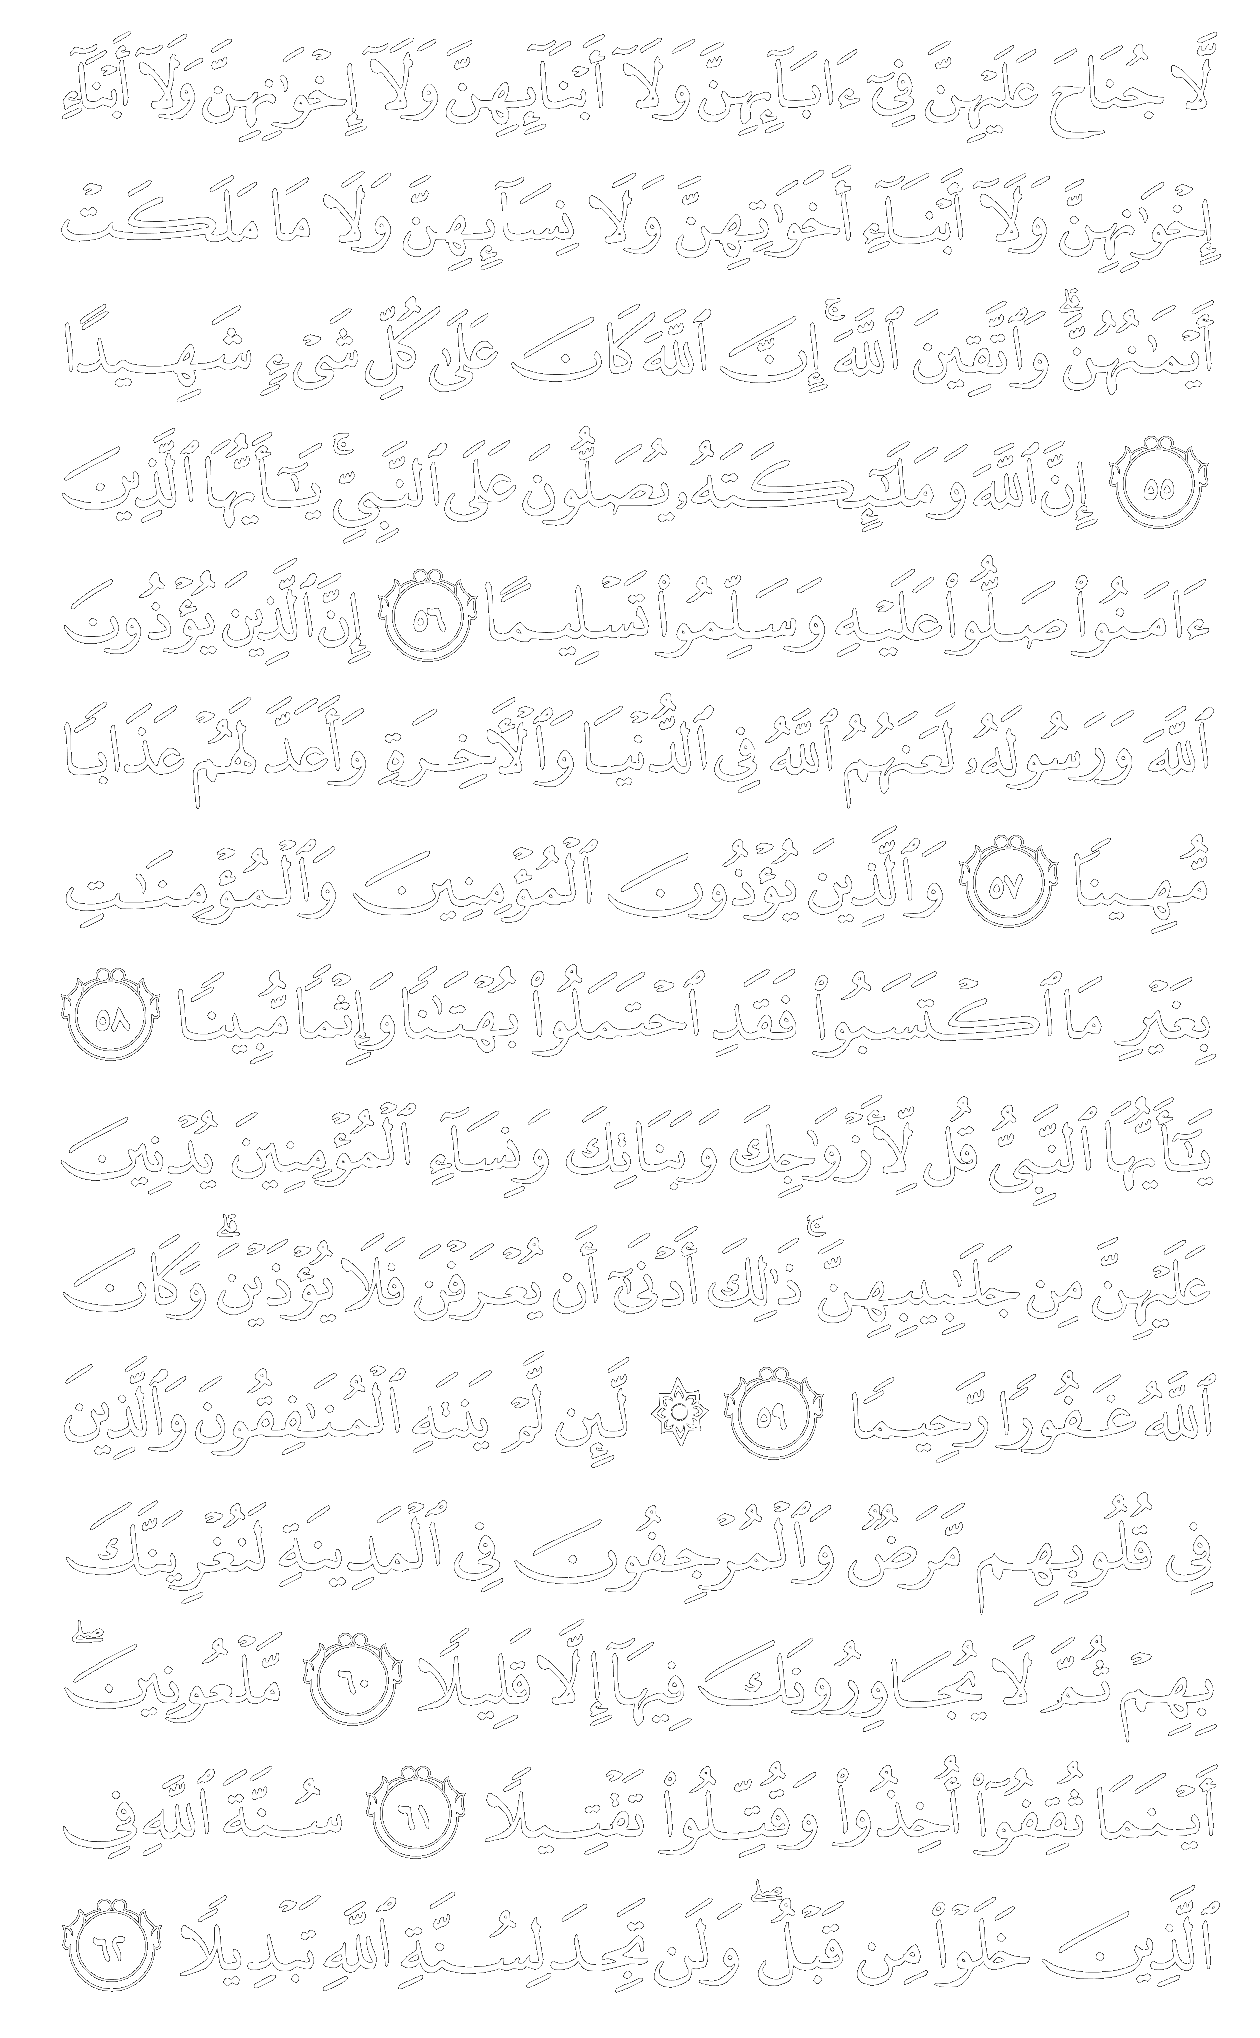 لَّا جُنَاحَ عَلَيْهِنَّ فِىٓ ءَابَآئِهِنَّ وَلَآ أَبْنَآئِهِنَّ وَلَآ إِخْوَٰنِهِنَّ وَلَآ أَبْنَآءِ
إِخْوَٰنِهِنَّ وَلَآ أَبْنَآءِ أَخَوَٰتِهِنَّ وَلَا نِسَآئِهِنَّ وَلَا مَا مَلَكَتْ
أَيْمَٰنُهُنَّ ۗ وَٱتَّقِينَ ٱللَّهَ ۚ إِنَّ ٱللَّهَ كَانَ عَلَىٰ كُلِّ شَىْءٍ شَهِيدًا
٥٥ إِنَّ ٱللَّهَ وَمَلَٰٓئِكَتَهُۥ يُصَلُّونَ عَلَى ٱلنَّبِىِّ ۚ يَٰٓأَيُّهَا ٱلَّذِينَ
ءَامَنُوا۟ صَلُّوا۟ عَلَيْهِ وَسَلِّمُوا۟ تَسْلِيمًا ٥٦ إِنَّ ٱلَّذِينَ يُؤْذُونَ
ٱللَّهَ وَرَسُولَهُۥ لَعَنَهُمُ ٱللَّهُ فِى ٱلدُّنْيَا وَٱلْأَخِرَةِ وَأَعَدَّ لَهُمْ عَذَابًا
مُّهِينًا ٥٧ وَٱلَّذِينَ يُؤْذُونَ ٱلْمُؤْمِنِينَ وَٱلْمُؤْمِنَٰتِ
بِغَيْرِ مَا ٱكْتَسَبُوا۟ فَقَدِ ٱحْتَمَلُوا۟ بُهْتَٰنًا وَإِثْمًا مُّبِينًا ٥٨
يَٰٓأَيُّهَا ٱلنَّبِىُّ قُل لِّأَزْوَٰجِكَ وَبَنَاتِكَ وَنِسَآءِ ٱلْمُؤْمِنِينَ يُدْنِينَ
عَلَيْهِنَّ مِن جَلَٰبِيبِهِنَّ ۚ ذَٰلِكَ أَدْنَىٰٓ أَن يُعْرَفْنَ فَلَا يُؤْذَيْنَ ۗ وَكَانَ
ٱللَّهُ غَفُورًا رَّحِيمًا ٥٩ ۞ لَّئِن لَّمْ يَنتَهِ ٱلْمُنَٰفِقُونَ وَٱلَّذِينَ
فِى قُلُوبِهِم مَّرَضٌ وَٱلْمُرْجِفُونَ فِى ٱلْمَدِينَةِ لَنُغْرِيَنَّكَ
بِهِمْ ثُمَّ لَا يُجَاوِرُونَكَ فِيهَآ إِلَّا قَلِيلًا ٦٠ مَّلْعُونِينَ ۖ
أَيْنَمَا ثُقِفُوٓا۟ أُخِذُوا۟ وَقُتِّلُوا۟ تَقْتِيلًا ٦١ سُنَّةَ ٱللَّهِ فِى
ٱلَّذِينَ خَلَوْا۟ مِن قَبْلُ ۖ وَلَن تَجِدَ لِسُنَّةِ ٱللَّهِ تَبْدِيلًا ٦٢